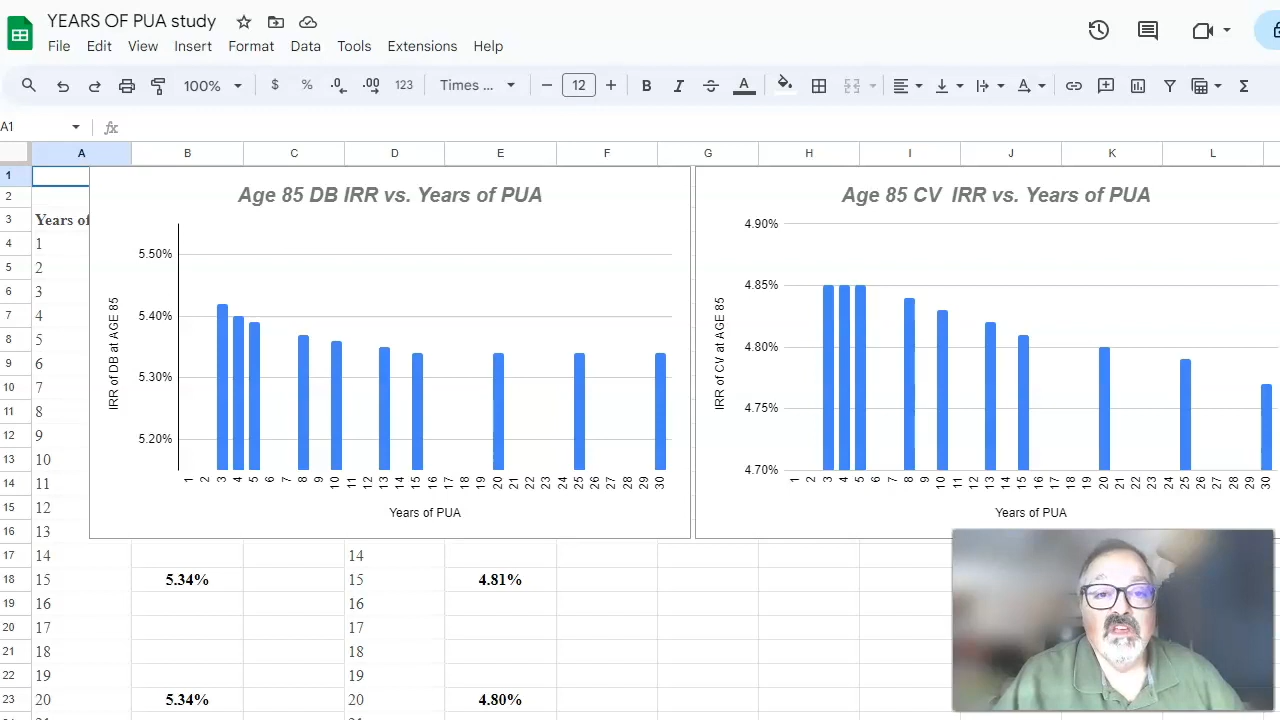 YEARS OF PUA study
File Edit View Insert Format Data Tools Extensions Help
100% $ % .0 .00 123 Times ... 12 B I S A Σ
A1 fx
A B C D E F G H I J K L
1
2
3 Years of
4 1
5 2
6 3
7 4
8 5
9 6
10 7
11 8
12 9
13 10
14 11
15 12
16 13
17 14 14
18 15 5.34% 15 4.81%
19 16 16
20 17 17
21 18 18
22 19 19
23 20 5.34% 20 4.80%
Age 85 DB IRR vs. Years of PUA
IRR of DB at AGE 85
5.50%
5.40%
5.30%
5.20%
1 2 3 4 5 6 7 8 9 10 11 12 13 14 15 16 17 18 19 20 21 22 23 24 25 26 27 28 29 30
Years of PUA
Age 85 CV IRR vs. Years of PUA
IRR of CV at AGE 85
4.90%
4.85%
4.80%
4.75%
4.70%
1 2 3 4 5 6 7 8 9 10 11 12 13 14 15 16 17 18 19 20 21 22 23 24 25 26 27 28 29 30
Years of PUA